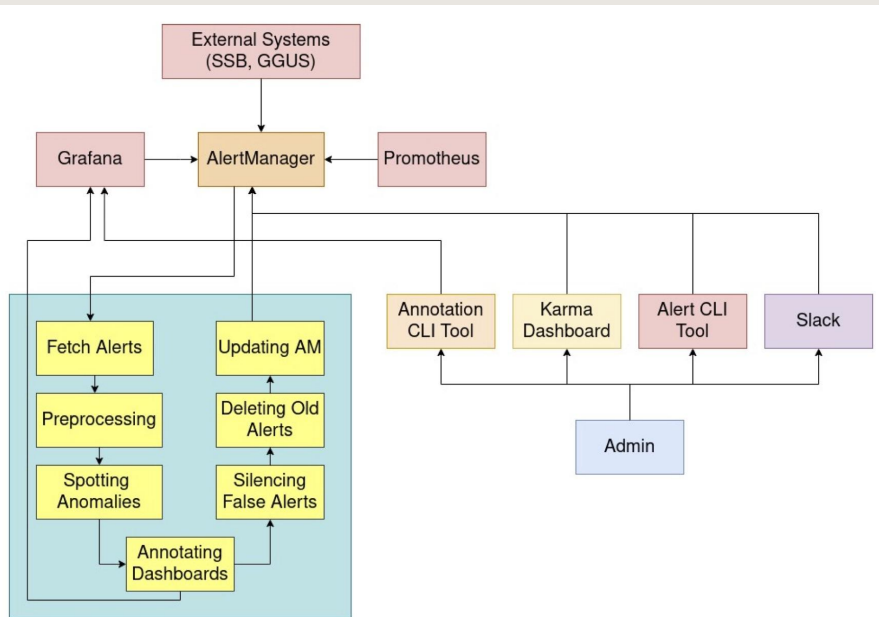 External Systems
(SSB, GGUS)
Grafana
AlertManager
Promotheus
Fetch Alerts
Updating AM
Annotation
CLI Tool
Karma
Dashboard
Alert CLI
Tool
Slack
Preprocessing
Deleting Old
Alerts
Admin
Spotting
Anomalies
Silencing
False Alerts
Annotating
Dashboards